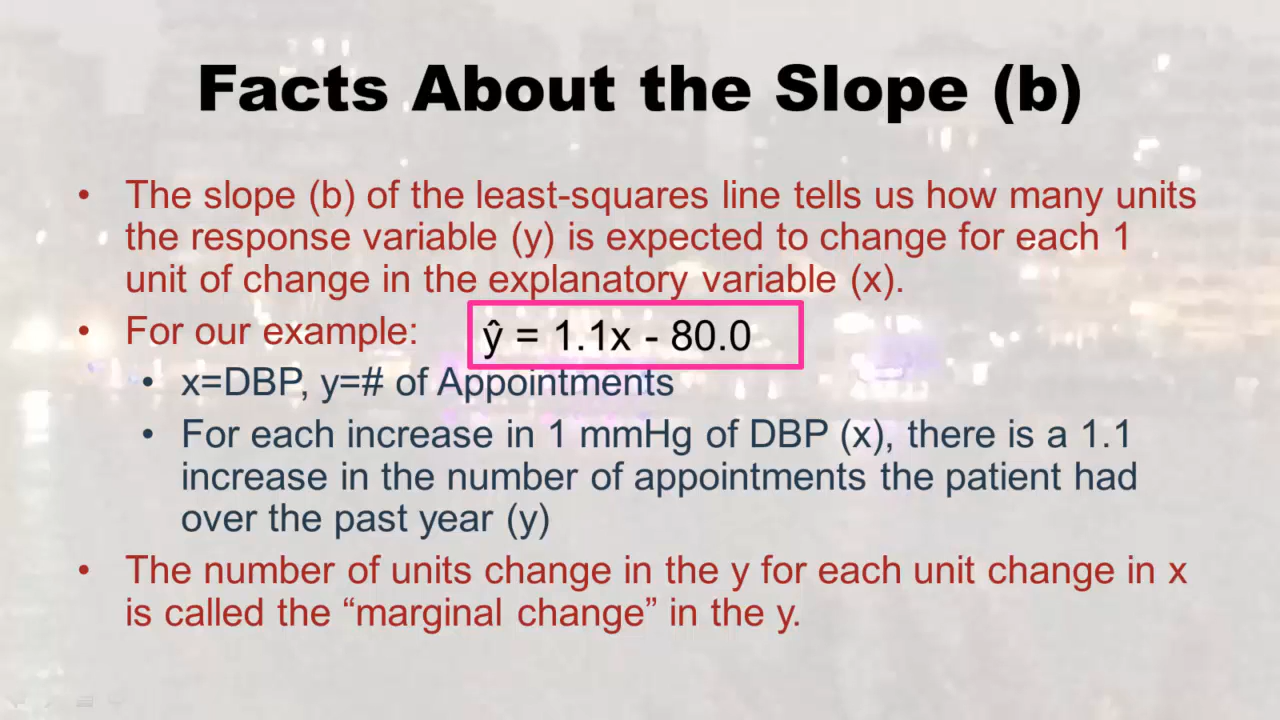 Facts About the Slope (b)
• The slope (b) of the least-squares line tells us how many units
the response variable (y) is expected to change for each 1
unit of change in the explanatory variable (x).
• For our example: ŷ = 1.1x - 80.0
• x=DBP, y=# of Appointments
• For each increase in 1 mmHg of DBP (x), there is a 1.1
increase in the number of appointments the patient had
over the past year (y)
• The number of units change in the y for each unit change in x
is called the “marginal change” in the y.